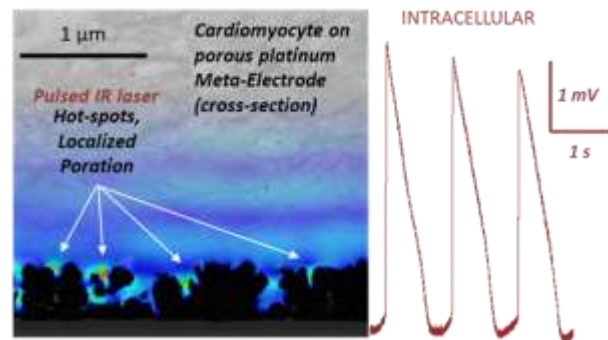 1 μm
Cardiomyocyte on
porous platinum
Meta-Electrode
(cross-section)
Pulsed IR laser
Hot-spots,
Localized
Poration
INTRACELLULAR
1 mV
1 s